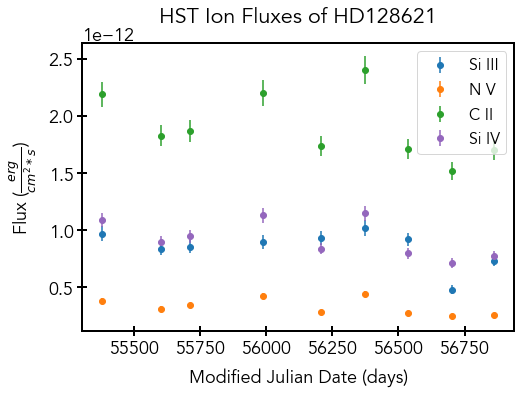 HST Ion Fluxes of HD128621
1e−12
2.5
2.0
1.5
1.0
0.5
Flux (erg/cm²*s)
Si III
N V
C II
Si IV
55500 55750 56000 56250 56500 56750
Modified Julian Date (days)